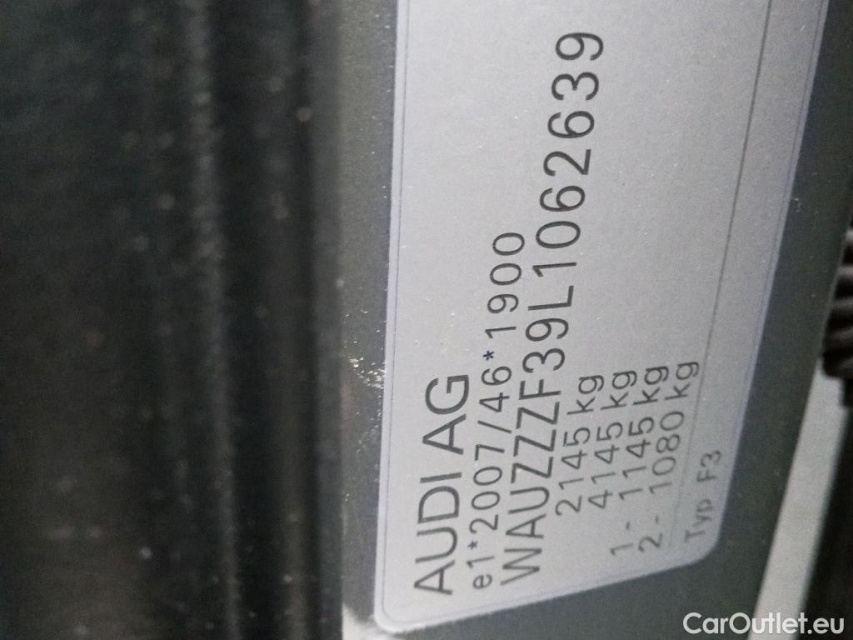 AUDI AG
e1*2007/46*1900
WAUZZZF39L1062639
2145 kg
4145 kg
1- 1145 kg
2- 1080 kg
Typ F3
CarOutlet.eu